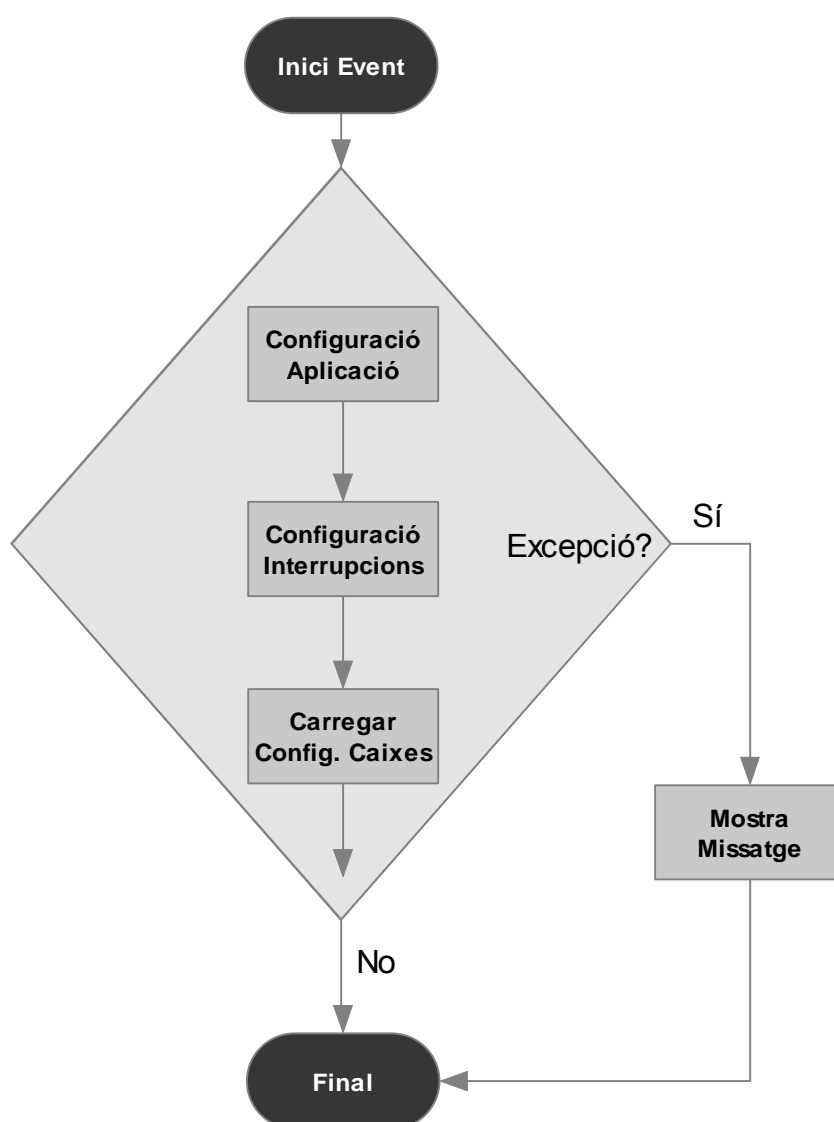 Inici Event
Configuració
Aplicació
Configuració
Interrupcions
Excepció?
Sí
Carregar
Config. Caixes
Mostra
Missatge
No
Final